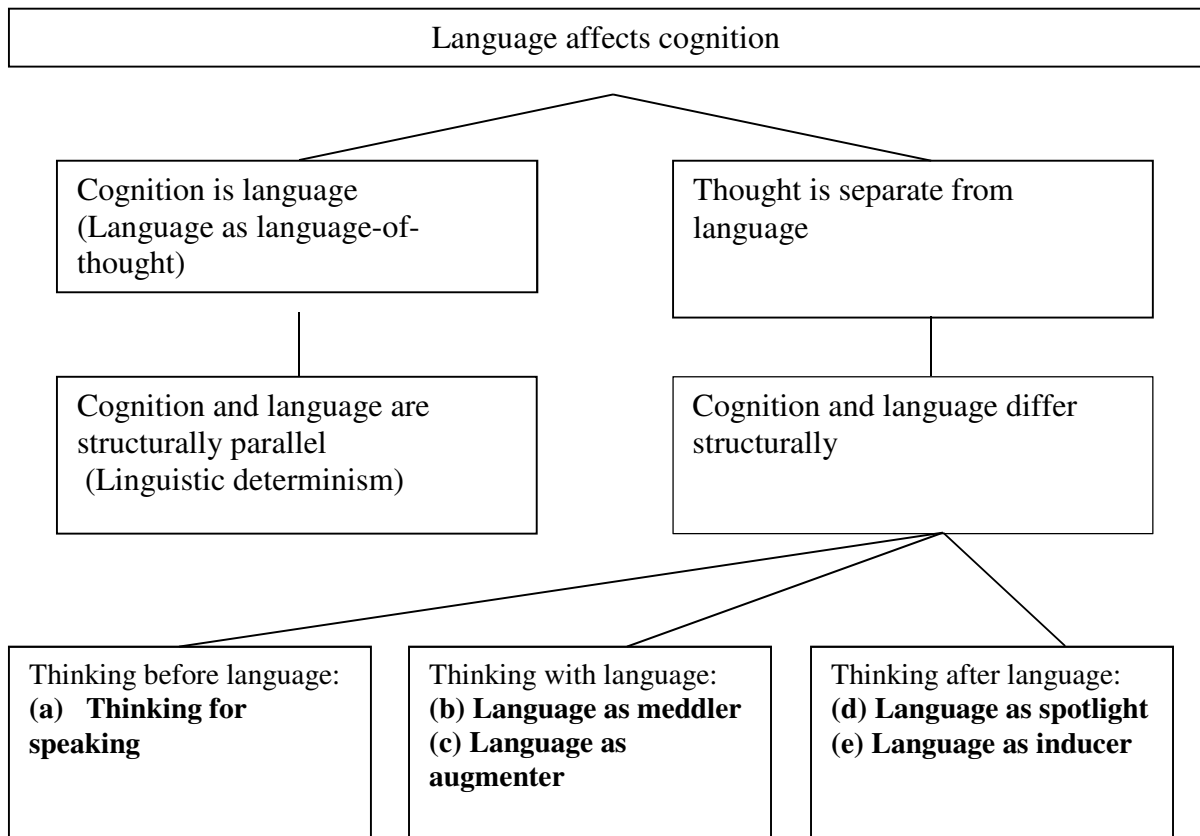 Language affects cognition
Cognition is language
(Language as language-of-
thought)
Thought is separate from
language
Cognition and language are
structurally parallel
(Linguistic determinism)
Cognition and language differ
structurally
Thinking before language:
(a) Thinking for
speaking
Thinking with language:
(b) Language as meddler
(c) Language as
augmenter
Thinking after language:
(d) Language as spotlight
(e) Language as inducer